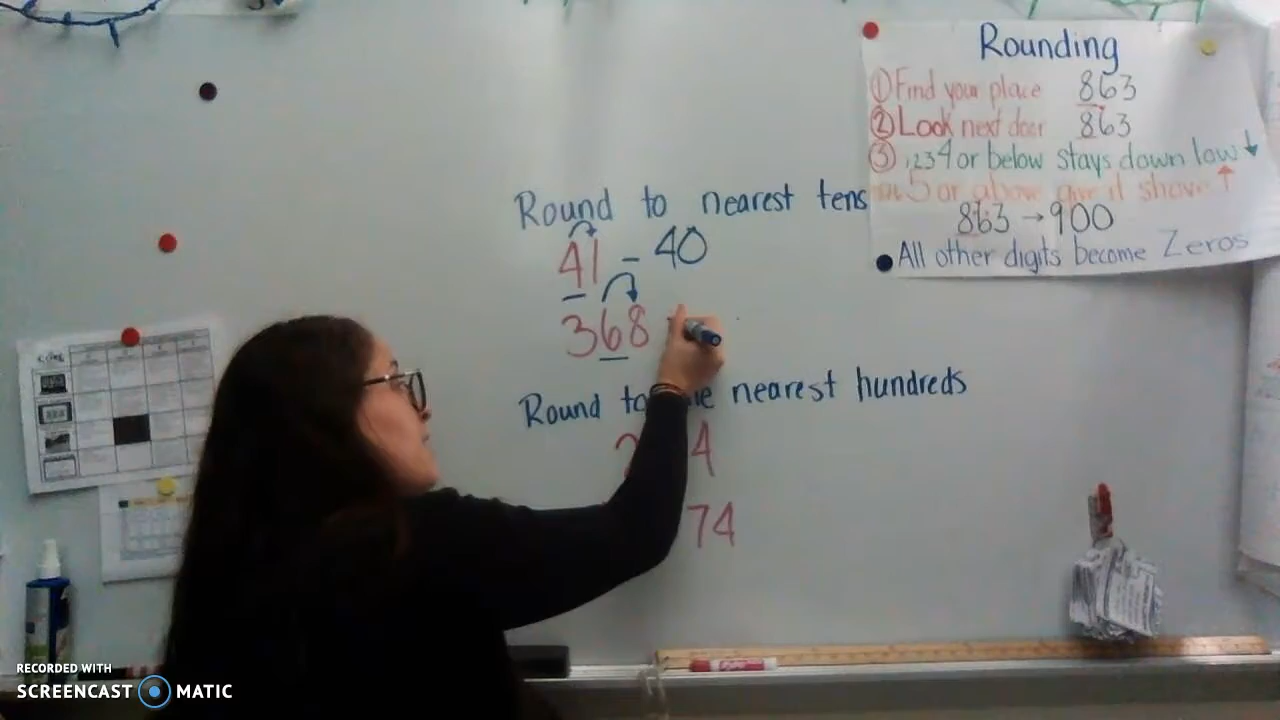 Rounding
① Find your place 863
② Look next door 863
③ 1234 or below stays down low ↓
5 or above give it shove ↑
863 → 900
All other digits become Zeros
Round to nearest tens
41 - 40
368
Round to nearest hundreds
4
74
RECORDED WITH
SCREENCAST MATIC